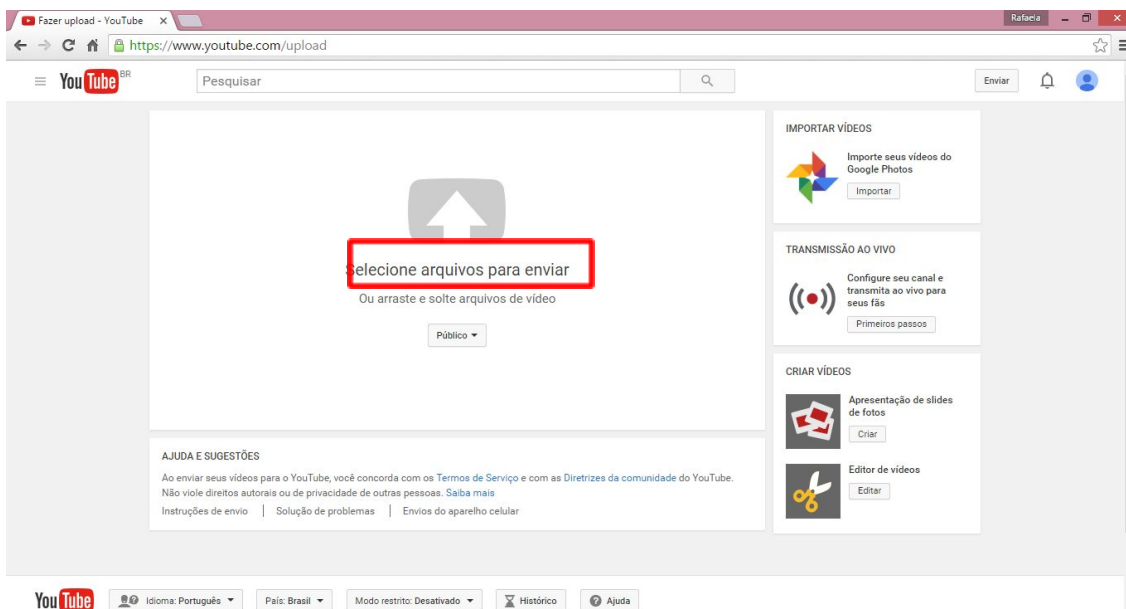 Fazer upload - YouTube
Rafaela
https://www.youtube.com/upload
YouTube BR
Pesquisar
Enviar
Selecione arquivos para enviar
Ou arraste e solte arquivos de vídeo
Público
IMPORTAR VÍDEOS
Importe seus vídeos do
Google Photos
Importar
TRANSMISSÃO AO VIVO
Configure seu canal e
transmita ao vivo para
seus fãs
Primeiros passos
CRIAR VÍDEOS
Apresentação de slides
de fotos
Criar
Editor de vídeos
Editar
AJUDA E SUGESTÕES
Ao enviar seus vídeos para o YouTube, você concorda com os Termos de Serviço e com as Diretrizes da comunidade do YouTube.
Não viole direitos autorais ou de privacidade de outras pessoas. Saiba mais
Instruções de envio | Solução de problemas | Envios do aparelho celular
YouTube
Idioma: Português
País: Brasil
Modo restrito: Desativado
Histórico
Ajuda